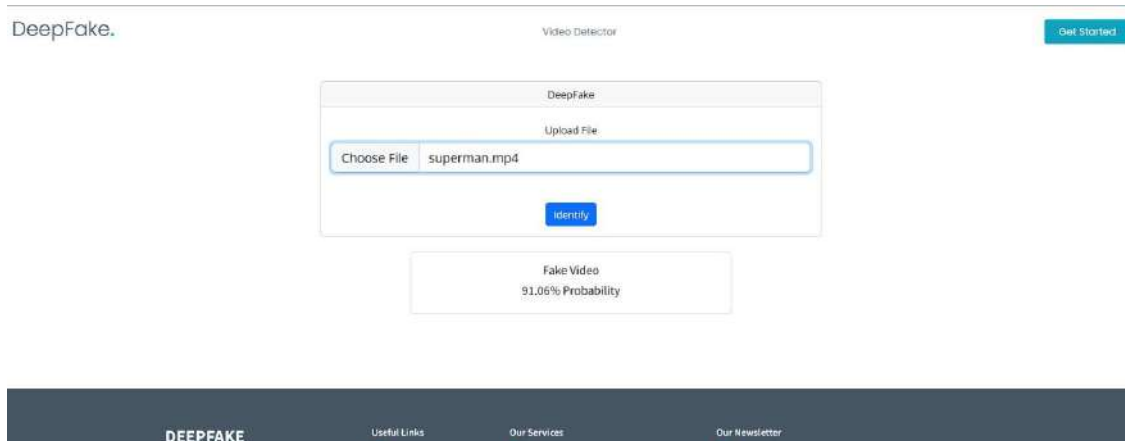 DeepFake.
Video Detector
Get Started
DeepFake
Upload File
Choose File superman.mp4
Identify
Fake Video
91.06% Probability
DEEPFAKE
Useful Links
Our Services
Our Newsletter